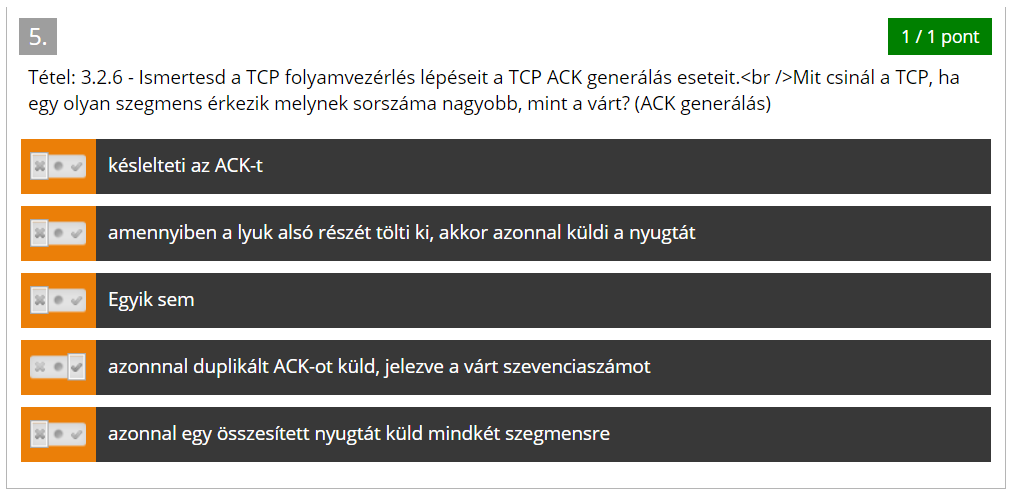 5.
1 / 1 pont
Tétel: 3.2.6 - Ismertesd a TCP folyamvezérlés lépéseit a TCP ACK generálás eseteit.<br />Mit csinál a TCP, ha
egy olyan szegmens érkezik melynek sorszáma nagyobb, mint a várt? (ACK generálás)
késlelteti az ACK-t
amennyiben a lyuk alsó részét tölti ki, akkor azonnal küldi a nyugtát
Egyik sem
azonnnal duplikált ACK-ot küld, jelezve a várt szevenciaszámot
azonnal egy összesített nyugtát küld mindkét szegmensre